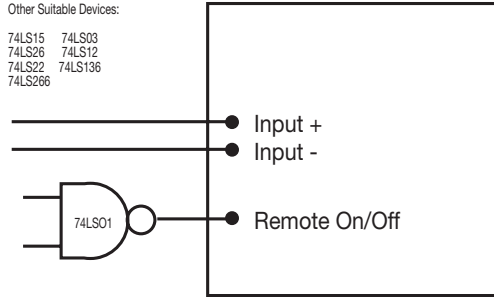 Other Suitable Devices:
74LS15 74LS03
74LS26 74LS12
74LS22 74LS136
74LS266
Input +
Input -
74LSO1
Remote On/Off